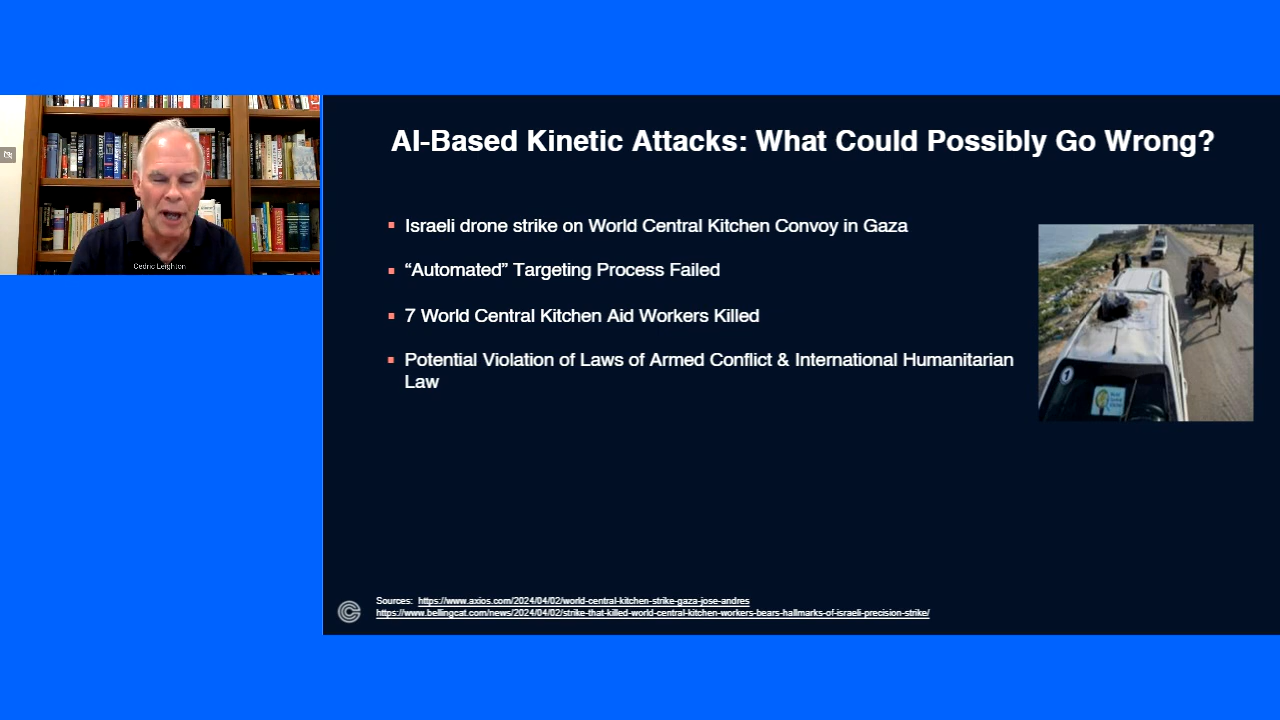 AI-Based Kinetic Attacks: What Could Possibly Go Wrong?
Israeli drone strike on World Central Kitchen Convoy in Gaza
“Automated” Targeting Process Failed
7 World Central Kitchen Aid Workers Killed
Potential Violation of Laws of Armed Conflict & International Humanitarian
Law
Cedric Leighton
1
Sources: https://www.axios.com/2024/04/02/world-central-kitchen-strike-gaza-jose-andres
https://www.bellingcat.com/news/2024/04/02/strike-that-killed-world-central-kitchen-workers-bears-hallmarks-of-israeli-precision-strike/